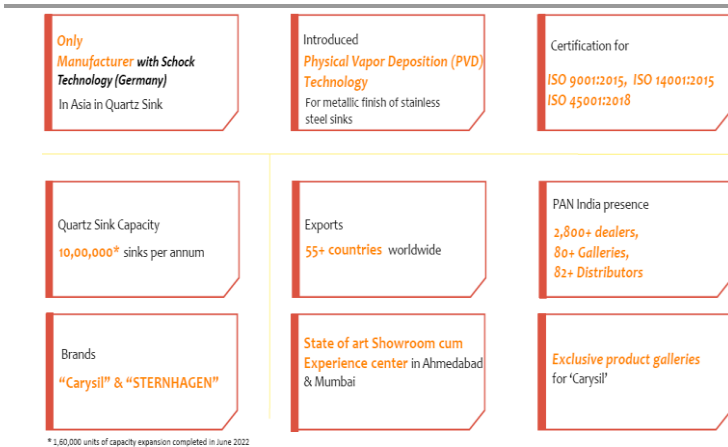 Only
Manufacturer with Schock
Technology (Germany)
In Asia in Quartz Sink
Introduced
Physical Vapor Deposition (PVD)
Technology
For metallic finish of stainless
steel sinks
Certification for
ISO 9001:2015, ISO 14001:2015
ISO 45001:2018
Quartz Sink Capacity
10,00,000* sinks per annum
Exports
55+ countries worldwide
PAN India presence
2,800+ dealers,
80+ Galleries,
82+ Distributors
Brands
“Carysil” & “STERNHAGEN”
State of art Showroom cum
Experience center in Ahmedabad
& Mumbai
Exclusive product galleries
for ‘Carysil’
* 1,60,000 units of capacity expansion completed in June 2022